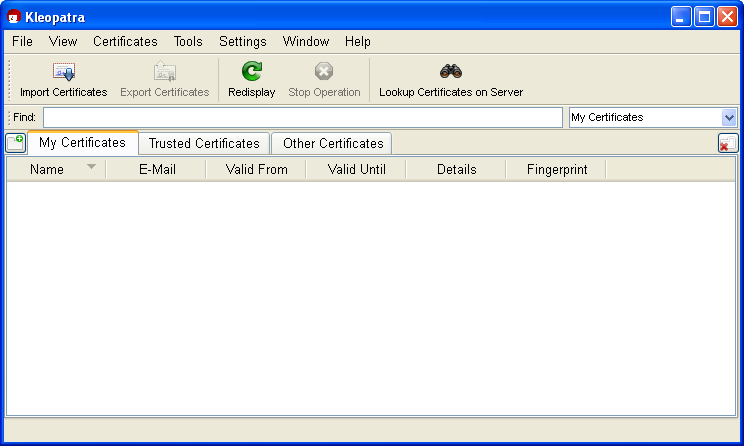 Kleopatra
File View Certificates Tools Settings Window Help
Import Certificates Export Certificates Redisplay Stop Operation Lookup Certificates on Server
Find: My Certificates
My Certificates Trusted Certificates Other Certificates
Name E-Mail Valid From Valid Until Details Fingerprint